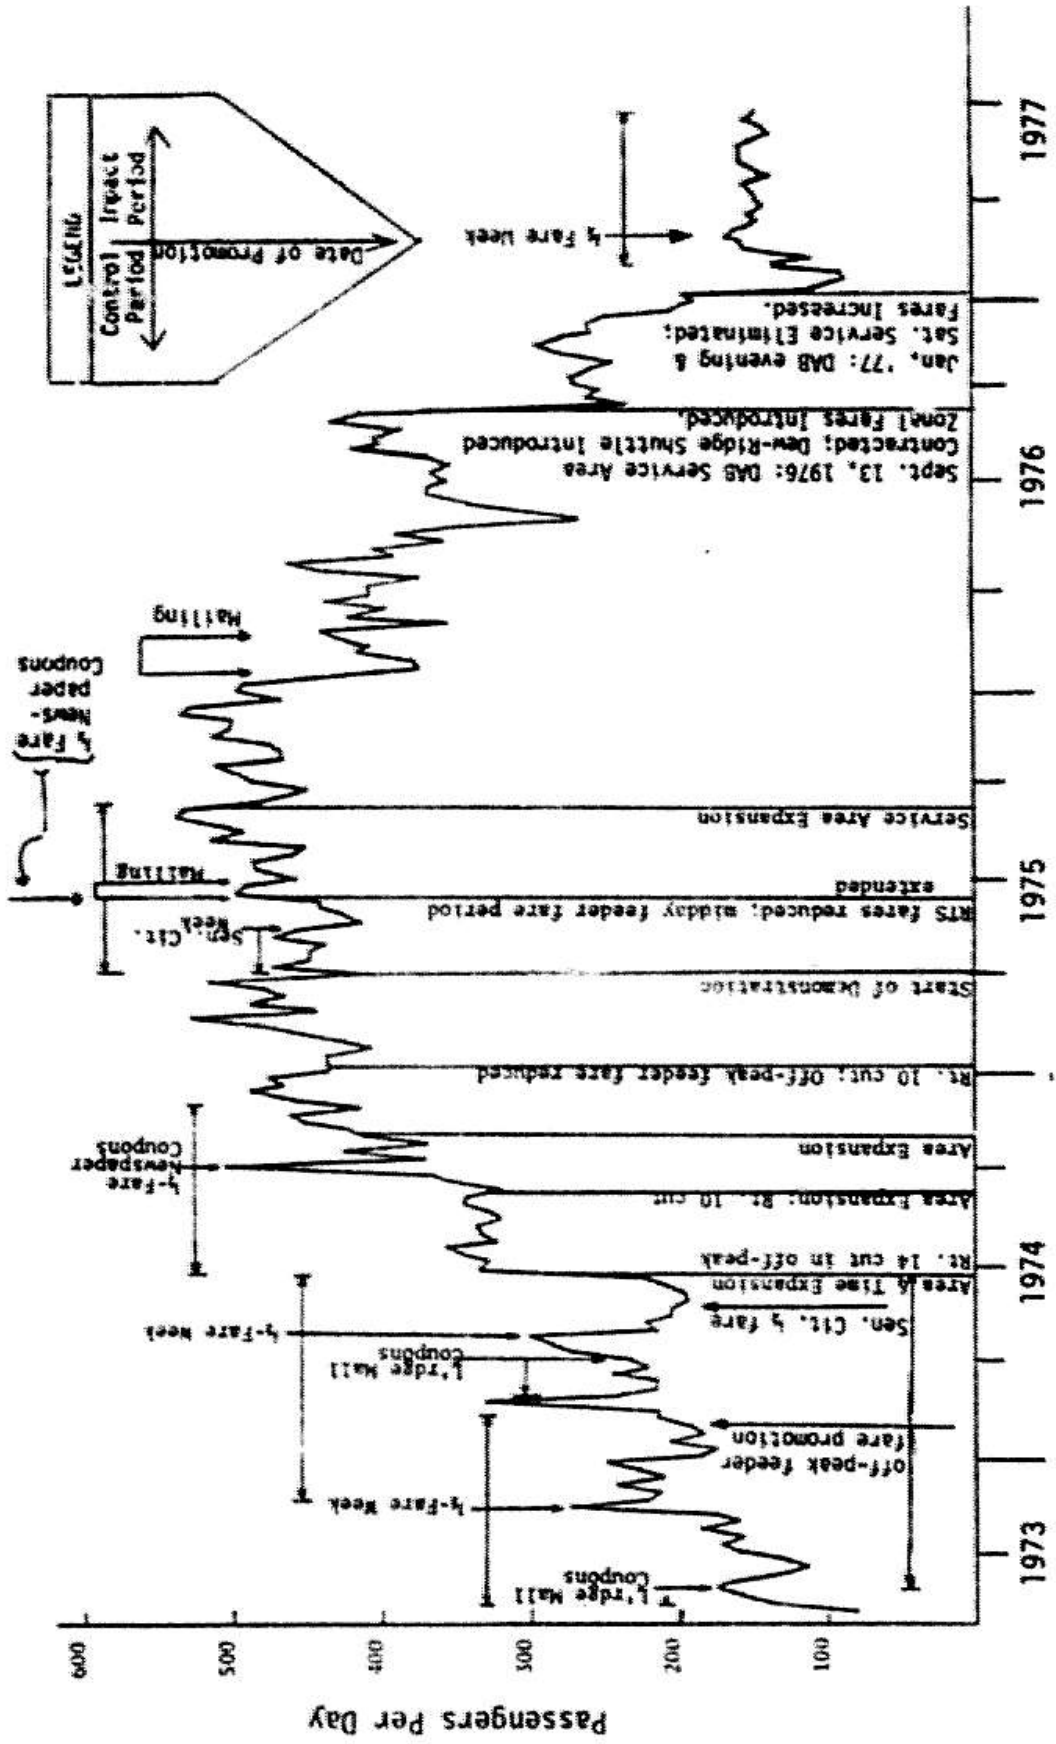 Passengers Per Day
600
500
400
300
200
100
1973
1974
1975
1976
1977
L'rdge Mall
Coupons
½-Fare Week
off-peak feeder
fare promotion
L'rdge Mall
Coupons
½-Fare Week
Sen. Cit. ½ fare
Area & Time Expansion
Rt. 14 cut in off-peak
Area Expansion; Rt. 10 cut
½-Fare
Newspaper
Coupons
Area Expansion
Rt. 10 cut; Off-peak feeder fare reduced
Start of Demonstration
Sen. Cit.
Week
RTS fares reduced; midday feeder fare period
extended
Mailing
½ Fare
News-
paper
Coupons
Service Area Expansion
Mailing
Sept. 13, 1976: DAB Service Area
Contracted; Dew-Ridge Shuttle Introduced
Zonal Fares Introduced.
Jan, '77: DAB evening &
Sat. Service Eliminated;
Fares Increased.
½ Fare Week
LEGEND
Control Impact
Period Period
Date of Promotion